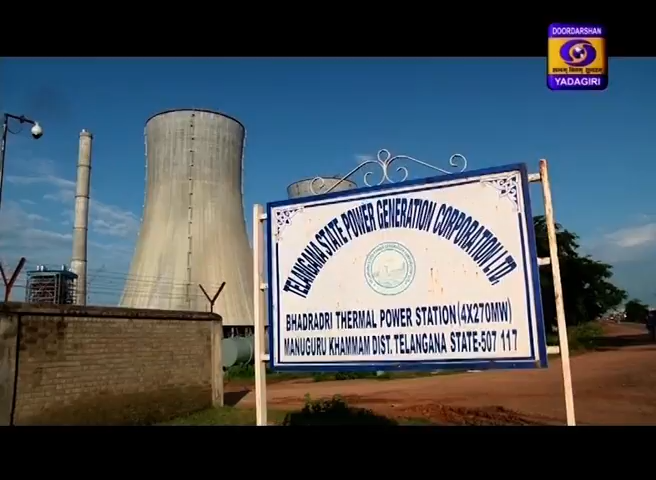 DOORDARSHAN
YADAGIRI
TELANGANA STATE POWER GENERATION CORPORATION LTD.
BHADRADRI THERMAL POWER STATION (4X270MW)
MANUGURU KHAMMAM DIST. TELANGANA STATE-507 117